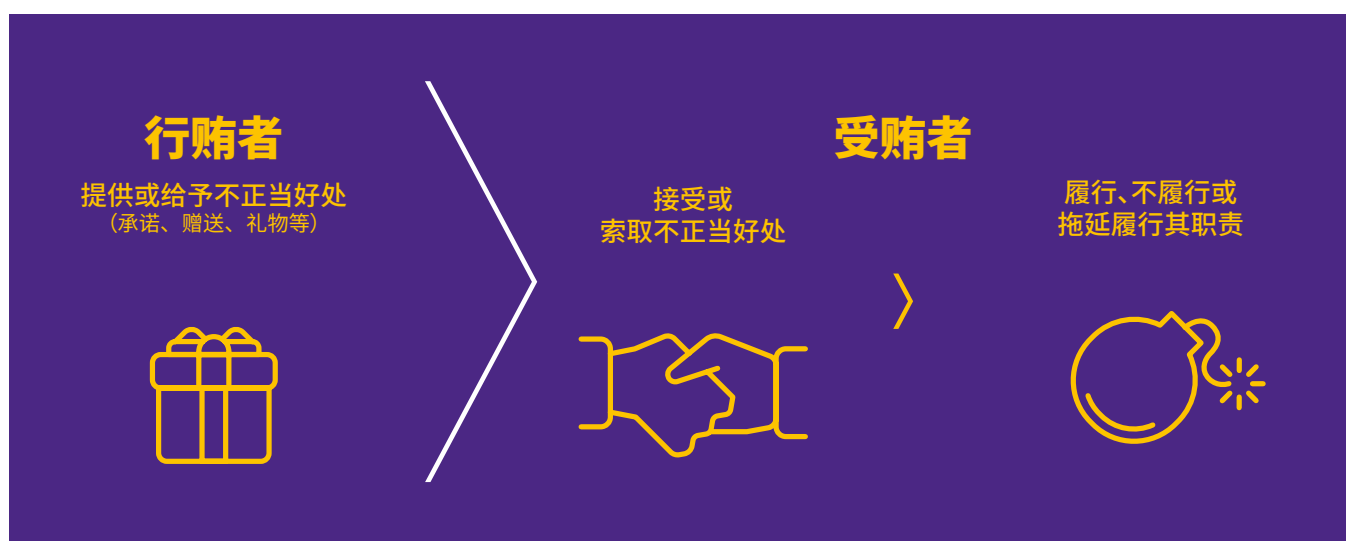 行贿者
提供或给予不正当好处
（承诺、赠送、礼物等）
受贿者
接受或
索取不正当好处
履行、不履行或
拖延履行其职责